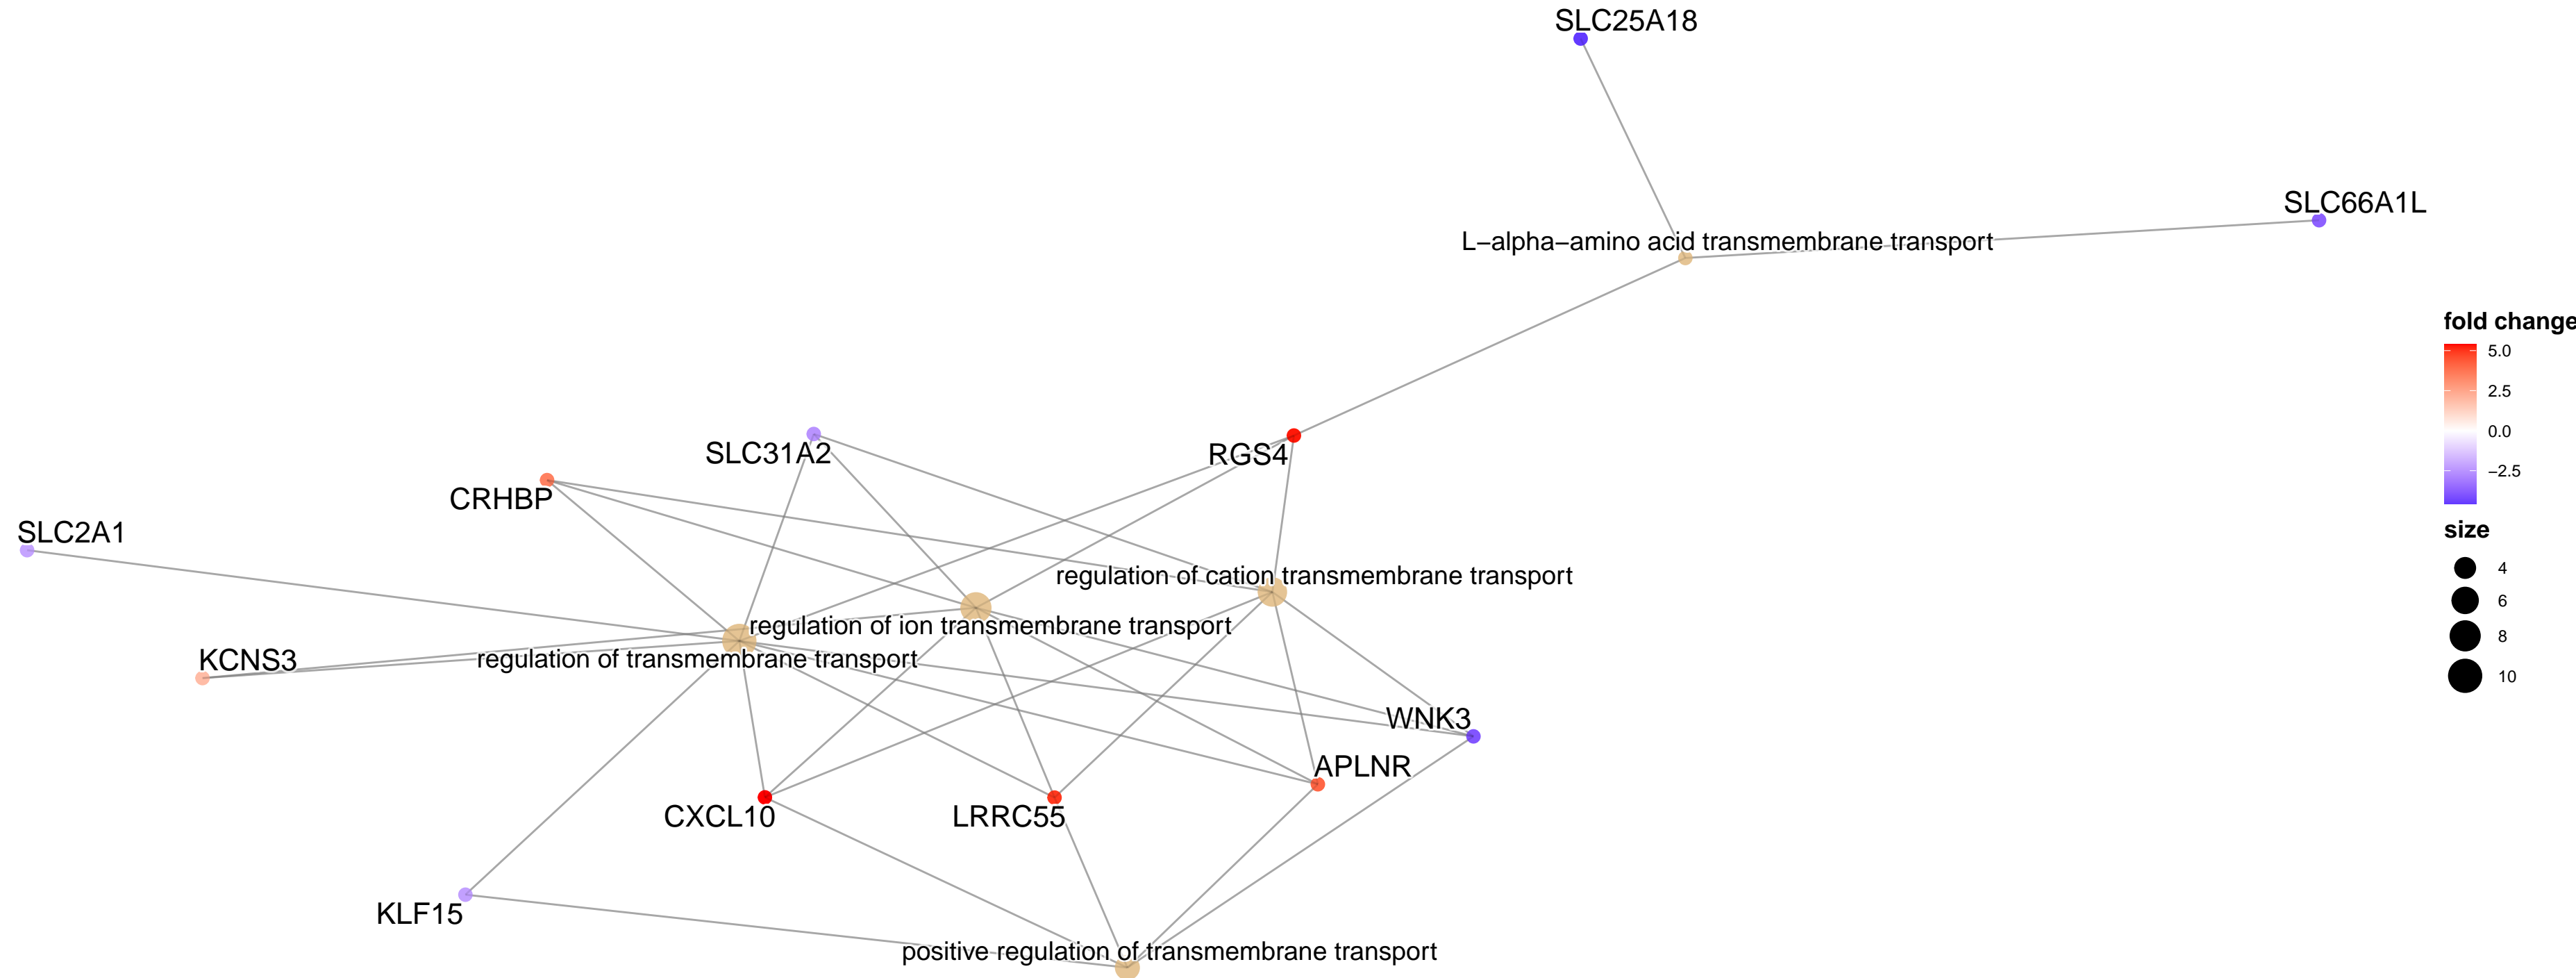 SLC25A18
SLC66A1L
L−alpha−amino acid transmembrane transport
fold change
5.0
2.5
0.0
−2.5
SLC31A2
RGS4
CRHBP
SLC2A1
size
4
6
8
10
regulation of cation transmembrane transport
regulation of ion transmembrane transport
regulation of transmembrane transport
KCNS3
WNK3
APLNR
CXCL10
LRRC55
KLF15
positive regulation of transmembrane transport